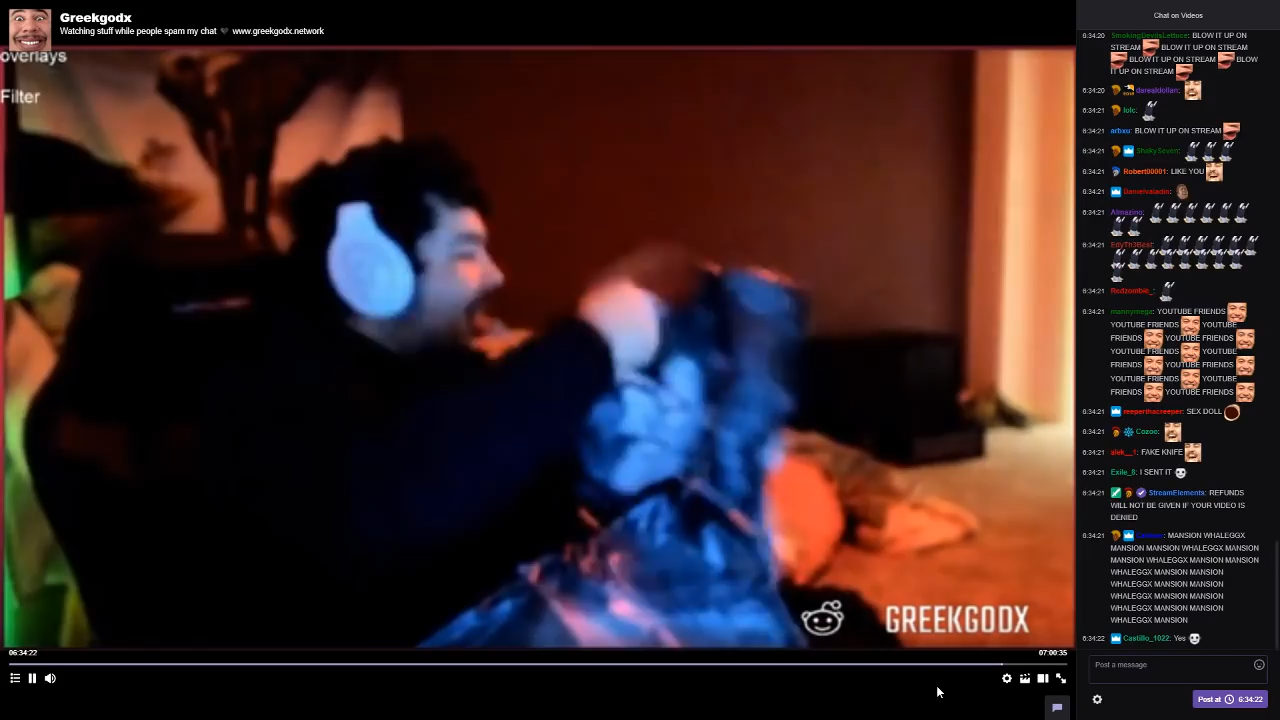 Greekgodx
Watching stuff while people spam my chat 🖤 www.greekgodx.network
overlays
Filter
GREEKGODX
06:34:22
07:00:35
Chat on Videos
6:34:20 SmokingDevilsLettuce: BLOW IT UP ON
STREAM BLOW IT UP ON STREAM
BLOW IT UP ON STREAM BLOW
IT UP ON STREAM
6:34:20 darealdollan:
6:34:21 lolc:
6:34:21 arbxu: BLOW IT UP ON STREAM
6:34:21 ShakySeven:
6:34:21 Robert00001: LIKE YOU
6:34:21 Danielvaladin:
6:34:21 Almazino:
6:34:21 EdyTh3Best:
6:34:21 Redzombie_:
6:34:21 mannymega: YOUTUBE FRIENDS
YOUTUBE FRIENDS YOUTUBE
FRIENDS YOUTUBE FRIENDS
YOUTUBE FRIENDS YOUTUBE
FRIENDS YOUTUBE FRIENDS
YOUTUBE FRIENDS YOUTUBE
FRIENDS YOUTUBE FRIENDS
6:34:21 reeperthacreeper: SEX DOLL
6:34:21 Cozoo:
6:34:21 alek__1: FAKE KNIFE
6:34:21 Exile_8: I SENT IT
6:34:21 StreamElements: REFUNDS
WILL NOT BE GIVEN IF YOUR VIDEO IS
DENIED
6:34:21 MANSION WHALEGGX
MANSION MANSION WHALEGGX MANSION
MANSION WHALEGGX MANSION MANSION
WHALEGGX MANSION MANSION
WHALEGGX MANSION MANSION
WHALEGGX MANSION MANSION
WHALEGGX MANSION MANSION
WHALEGGX MANSION
6:34:22 Castillo_1022: Yes
Post a message
Post at 6:34:22